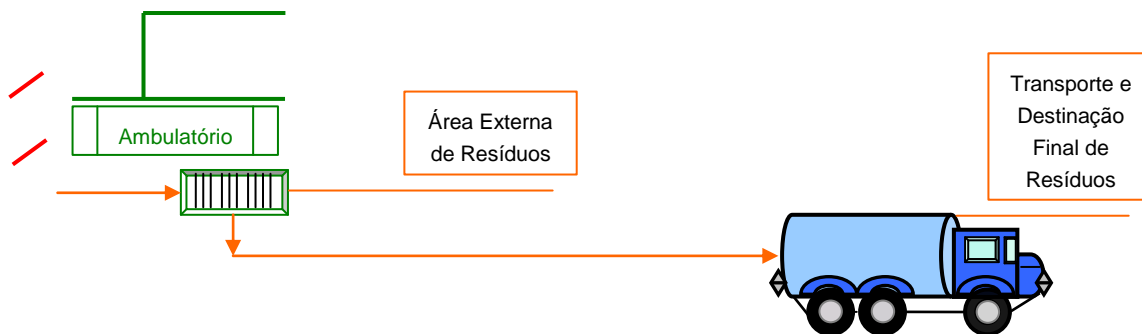 Ambulatório
Área Externa
de Resíduos
Transporte e
Destinação
Final de
Resíduos